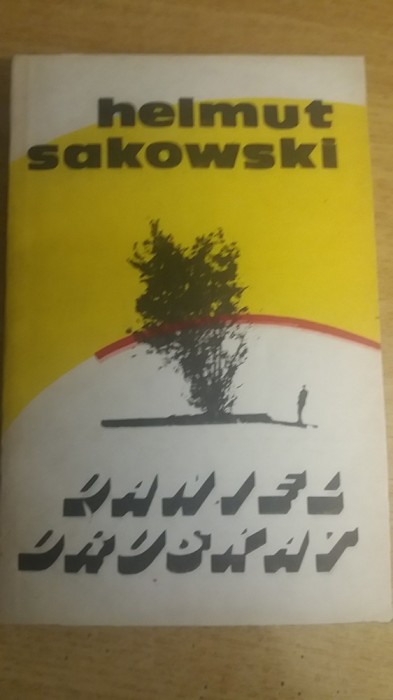 helmut
sakowski
DANIEL
DRUSKAT